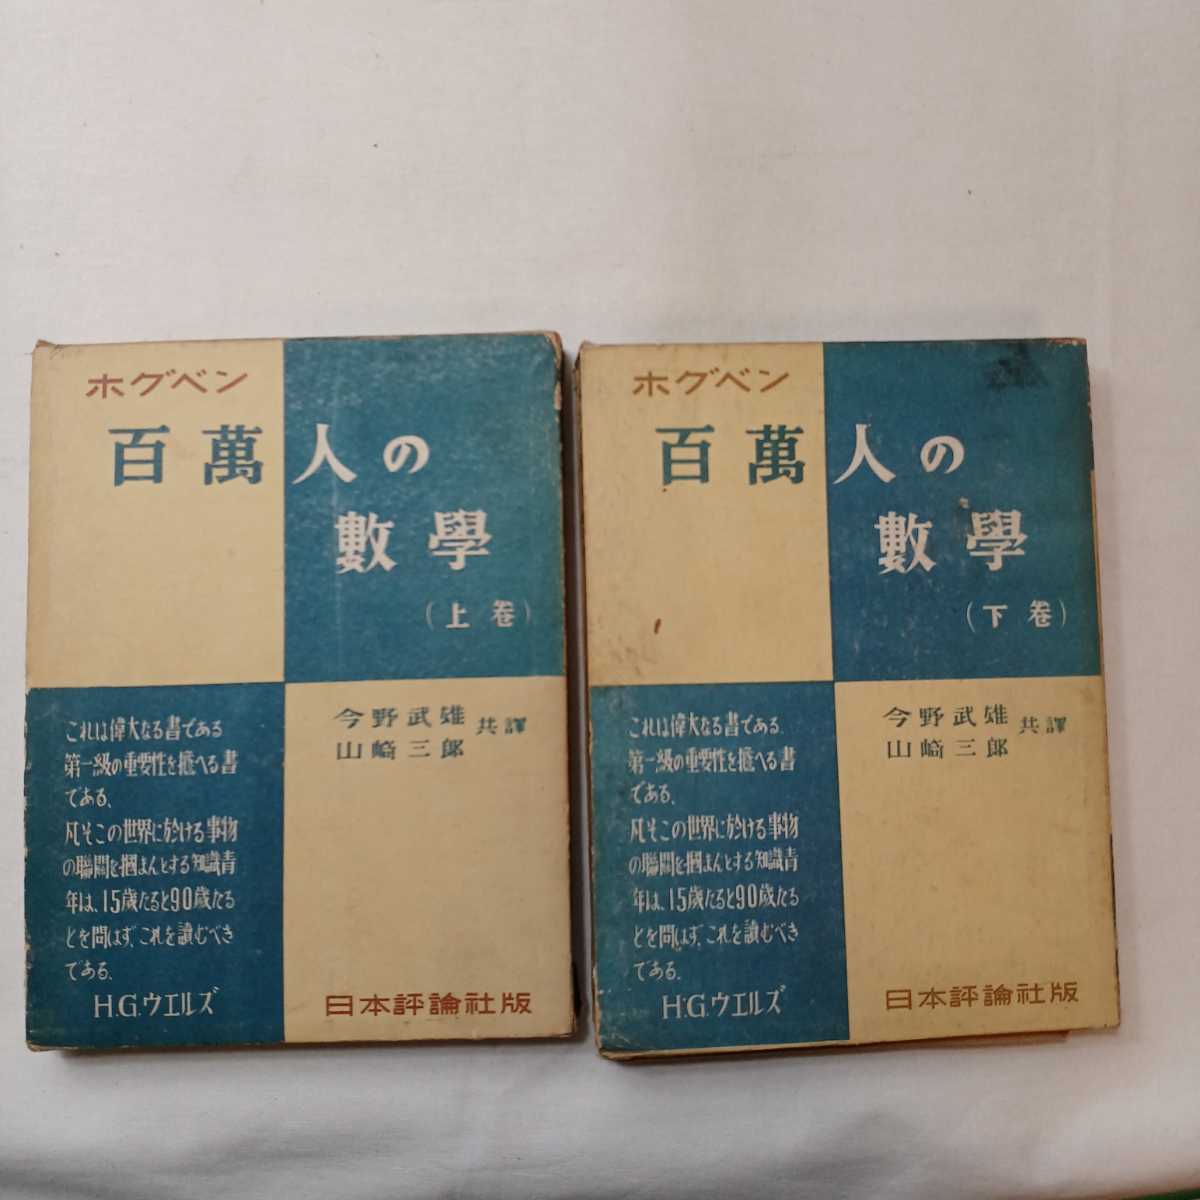 ホグベン
百萬人の
數學
(上巻)
今野武雄
山崎三郎
共譯
これは偉大なる書である
第一級の重要性を擔へる書
である、
凡そこの世界に於ける事物
の聯關を摑まんとする知識青
年は、15歳たると90歳たる
とを問はず、これを讀むべき
である、
H.G.ウエルズ
日本評論社版
ホグベン
百萬人の
數學
(下巻)
今野武雄
山崎三郎
共譯
これは偉大なる書である、
第一級の重要性を擔へる書
である、
凡そこの世界に於ける事物
の聯關を摑まんとする知識青
年は、15歳たると90歳たる
とを問はず、これを讀むべき
である、
H.G.ウエルズ
日本評論社版